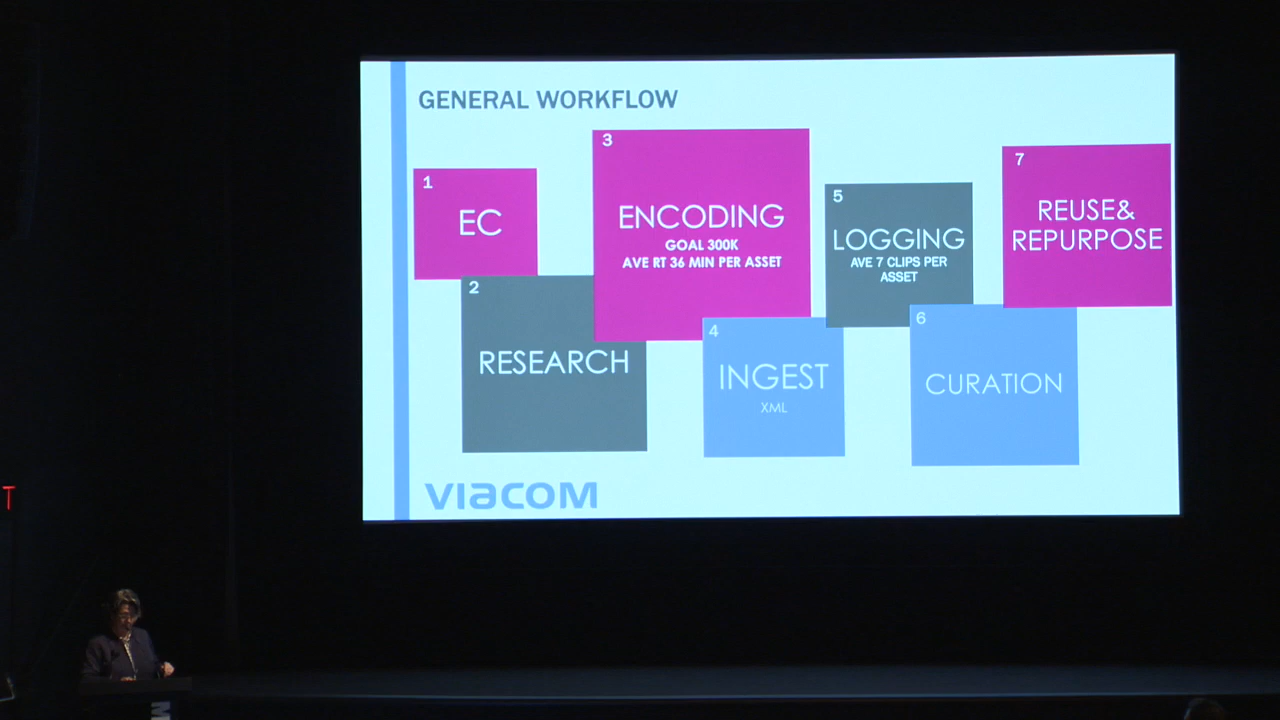 GENERAL WORKFLOW
1
EC
2
RESEARCH
3
ENCODING
GOAL 300K
AVE RT 36 MIN PER ASSET
4
INGEST
XML
5
LOGGING
AVE 7 CLIPS PER
ASSET
6
CURATION
7
REUSE&
REPURPOSE
VIACOM
T
M